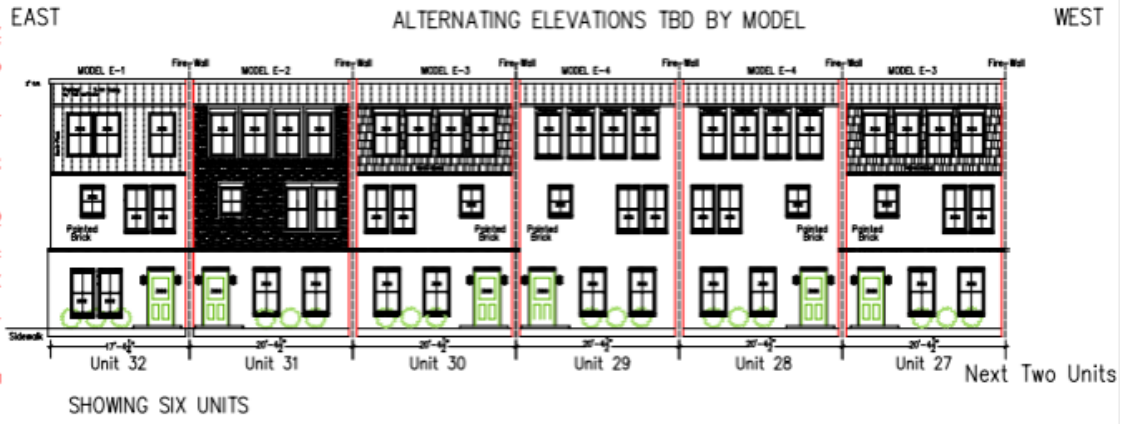 EAST
ALTERNATING ELEVATIONS TBD BY MODEL
WEST
Fire-Wall Fire-Wall Fire-Wall Fire-Wall Fire-Wall Fire-Wall
MODEL E-1 MODEL E-2 MODEL E-3 MODEL E-4 MODEL E-4 MODEL E-3
Painted Brick
Painted Brick
Painted Brick
Painted Brick
Painted Brick
Sidewalk
Unit 32 Unit 31 Unit 30 Unit 29 Unit 28 Unit 27
Next Two Units
SHOWING SIX UNITS